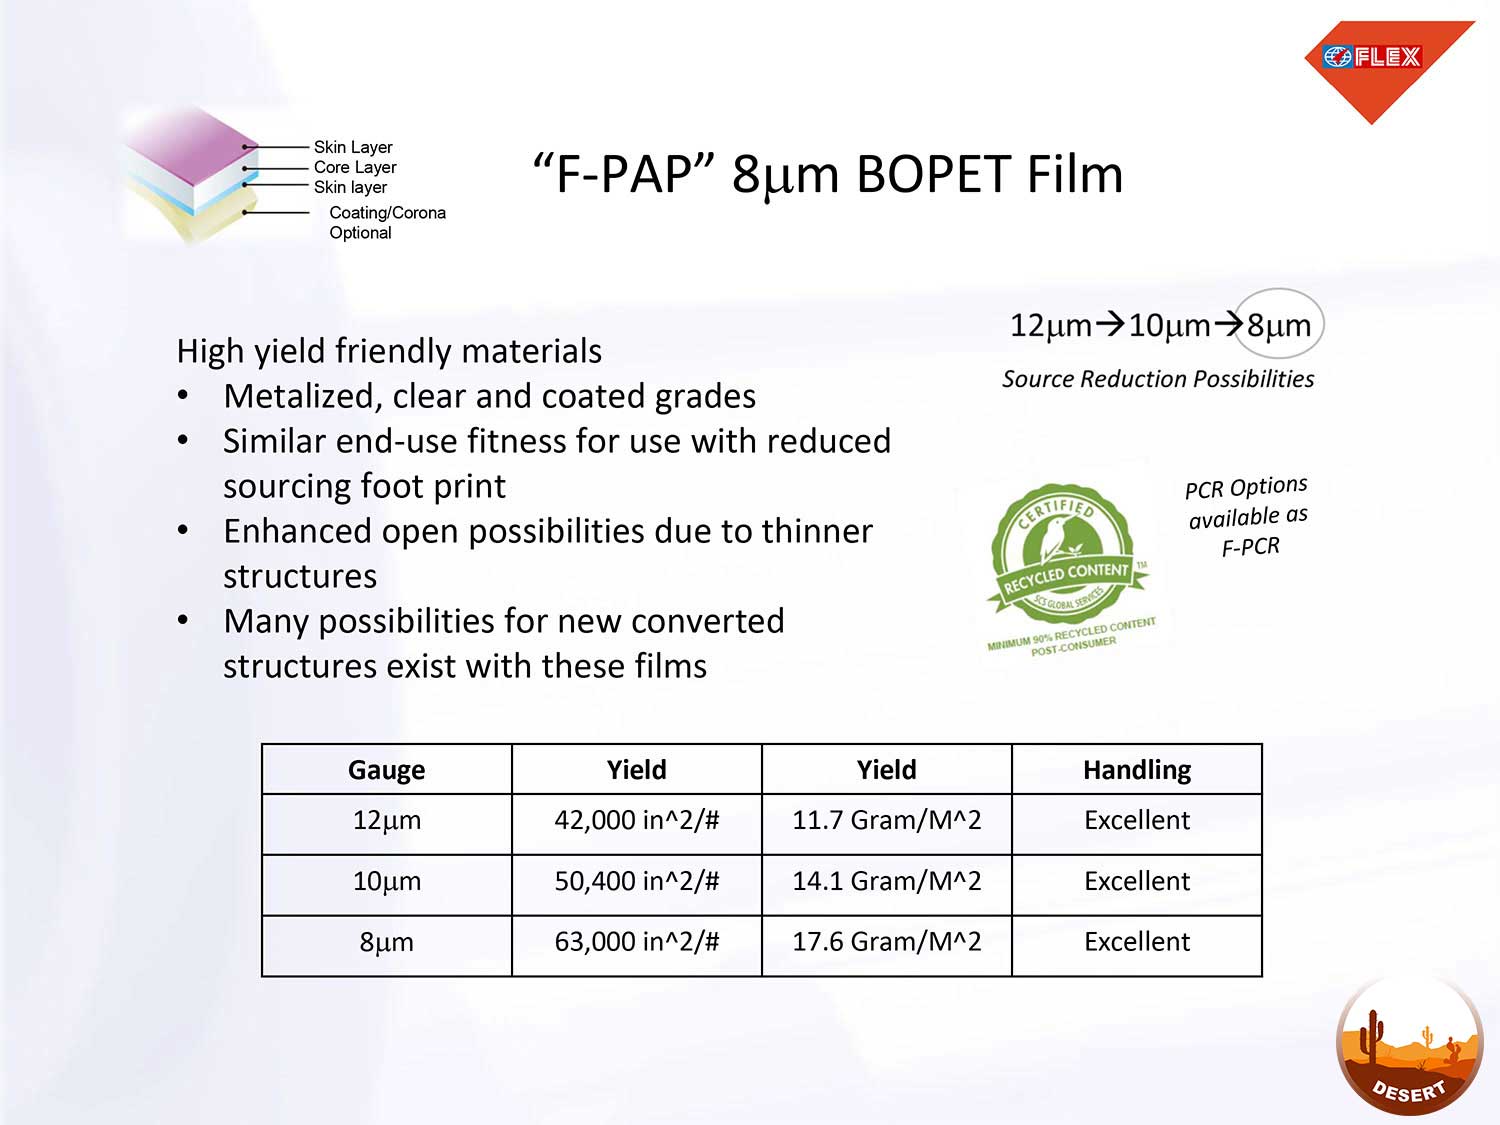 FLEX
Skin Layer
Core Layer
Skin layer
Coating/Corona
Optional
“F-PAP” 8μm BOPET Film
12μm→10μm→8μm
Source Reduction Possibilities
High yield friendly materials
• Metalized, clear and coated grades
• Similar end-use fitness for use with reduced
sourcing foot print
• Enhanced open possibilities due to thinner
structures
• Many possibilities for new converted
structures exist with these films
CERTIFIED
RECYCLED CONTENT™
SCS GLOBAL SERVICES
MINIMUM 90% RECYCLED CONTENT
POST-CONSUMER
PCR Options
available as
F-PCR
Gauge Yield Yield Handling
12μm 42,000 in^2/# 11.7 Gram/M^2 Excellent
10μm 50,400 in^2/# 14.1 Gram/M^2 Excellent
8μm 63,000 in^2/# 17.6 Gram/M^2 Excellent
DESERT